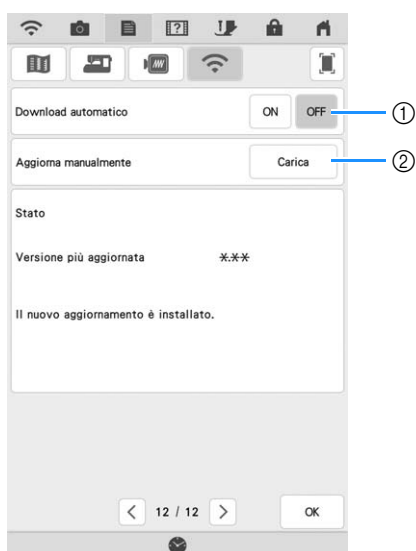 Download automatico ON OFF ①
Aggiorna manualmente Carica ②
Stato
Versione più aggiornata ×.××
Il nuovo aggiornamento è installato.
< 12 / 12 > OK